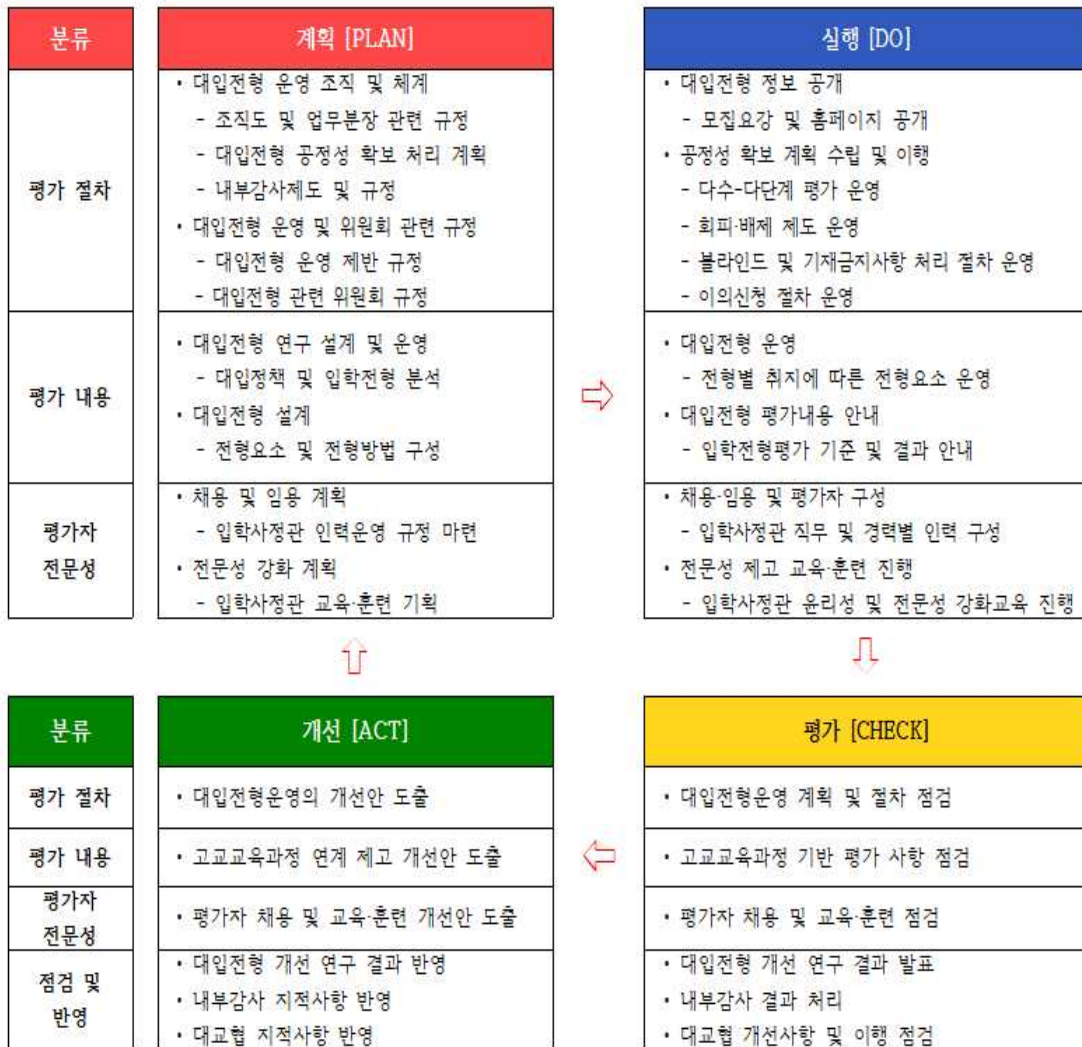 분류
계획 [PLAN]
평가 절차
• 대입전형 운영 조직 및 체계
- 조직도 및 업무분장 관련 규정
- 대입전형 공정성 확보 처리 계획
- 내부감사제도 및 규정
• 대입전형 운영 및 위원회 관련 규정
- 대입전형 운영 제반 규정
- 대입전형 관련 위원회 규정
평가 내용
• 대입전형 연구 설계 및 운영
- 대입정책 및 입학전형 분석
• 대입전형 설계
- 전형요소 및 전형방법 구성
평가자
전문성
• 채용 및 임용 계획
- 입학사정관 인력운영 규정 마련
• 전문성 강화 계획
- 입학사정관 교육·훈련 기획
실행 [DO]
• 대입전형 정보 공개
- 모집요강 및 홈페이지 공개
• 공정성 확보 계획 수립 및 이행
- 다수-다단계 평가 운영
- 회피·배제 제도 운영
- 블라인드 및 기재금지사항 처리 절차 운영
- 이의신청 절차 운영
• 대입전형 운영
- 전형별 취지에 따른 전형요소 운영
• 대입전형 평가내용 안내
- 입학전형평가 기준 및 결과 안내
• 채용·임용 및 평가자 구성
- 입학사정관 직무 및 경력별 인력 구성
• 전문성 제고 교육·훈련 진행
- 입학사정관 윤리성 및 전문성 강화교육 진행
분류
개선 [ACT]
평가 절차
• 대입전형운영의 개선안 도출
평가 내용
• 고교교육과정 연계 제고 개선안 도출
평가자
전문성
• 평가자 채용 및 교육·훈련 개선안 도출
점검 및
반영
• 대입전형 개선 연구 결과 반영
• 내부감사 지적사항 반영
• 대교협 지적사항 반영
평가 [CHECK]
• 대입전형운영 계획 및 절차 점검
• 고교교육과정 기반 평가 사항 점검
• 평가자 채용 및 교육·훈련 점검
• 대입전형 개선 연구 결과 발표
• 내부감사 결과 처리
• 대교협 개선사항 및 이행 점검